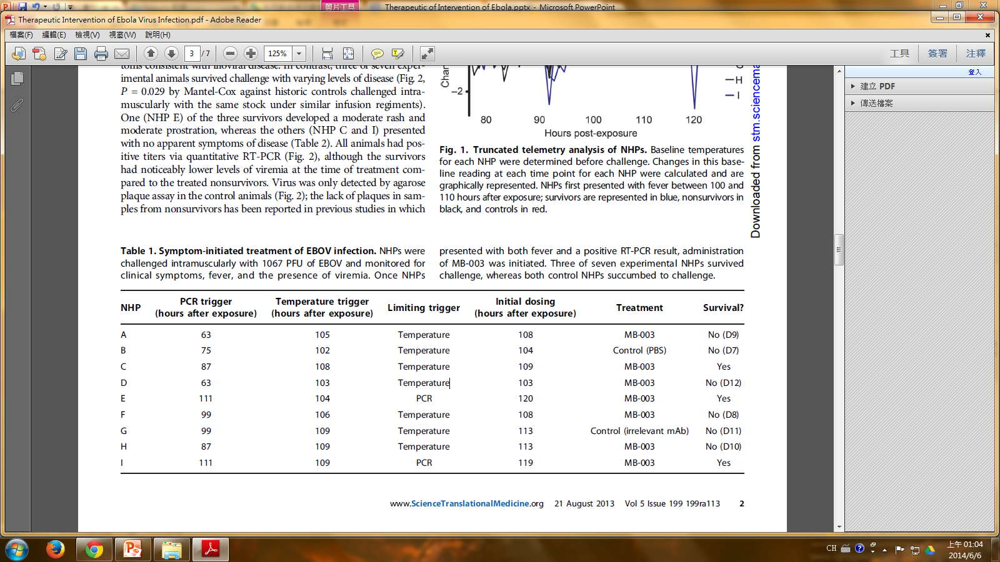 圖片工具
Therapeutic of Intervention of Ebola.pptx - Microsoft PowerPoint
Therapeutic Intervention of Ebola Virus Infection.pdf - Adobe Reader
檔案(F) 編輯(E) 檢視(V) 視窗(W) 說明(H)
3 / 7 125% 工具 簽署 注釋
登入
建立 PDF
傳送檔案
toms consistent with filoviral disease. In contrast, three of seven exper-
imental animals survived challenge with varying levels of disease (Fig. 2,
P = 0.029 by Mantel-Cox against historic controls challenged intra-
muscularly with the same stock under similar infusion regiments).
One (NHP E) of the three survivors developed a moderate rash and
moderate prostration, whereas the others (NHP C and I) presented
with no apparent symptoms of disease (Table 2). All animals had pos-
itive titers via quantitative RT-PCR (Fig. 2), although the survivors
had noticeably lower levels of viremia at the time of treatment com-
pared to the treated nonsurvivors. Virus was only detected by agarose
plaque assay in the control animals (Fig. 2); the lack of plaques in sam-
ples from nonsurvivors has been reported in previous studies in which
Chan
−2
H
I
80 90 100 110 120
Hours post-exposure
Fig. 1. Truncated telemetry analysis of NHPs. Baseline temperatures
for each NHP were determined before challenge. Changes in this base-
line reading at each time point for each NHP were calculated and are
graphically represented. NHPs first presented with fever between 100 and
110 hours after exposure; survivors are represented in blue, nonsurvivors in
black, and controls in red.
Downloaded from stm.sciencema
Table 1. Symptom-initiated treatment of EBOV infection. NHPs were
challenged intramuscularly with 1067 PFU of EBOV and monitored for
clinical symptoms, fever, and the presence of viremia. Once NHPs
presented with both fever and a positive RT-PCR result, administration
of MB-003 was initiated. Three of seven experimental NHPs survived
challenge, whereas both control NHPs succumbed to challenge.
NHP PCR trigger (hours after exposure) Temperature trigger (hours after exposure) Limiting trigger Initial dosing (hours after exposure) Treatment Survival?
A 63 105 Temperature 108 MB-003 No (D9)
B 75 102 Temperature 104 Control (PBS) No (D7)
C 87 108 Temperature 109 MB-003 Yes
D 63 103 Temperature 103 MB-003 No (D12)
E 111 104 PCR 120 MB-003 Yes
F 99 106 Temperature 108 MB-003 No (D8)
G 99 109 Temperature 113 Control (irrelevant mAb) No (D11)
H 87 109 Temperature 113 MB-003 No (D10)
I 111 109 PCR 119 MB-003 Yes
www.ScienceTranslationalMedicine.org 21 August 2013 Vol 5 Issue 199 199ra113 2
CH
上午 01:04
2014/6/6